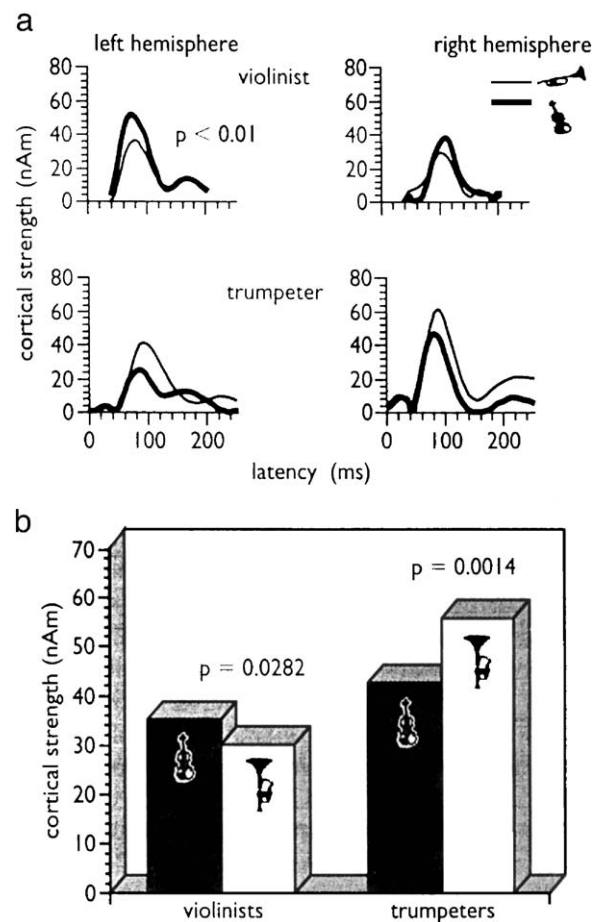 a
left hemisphere
right hemisphere
violinist
80
60
40
20
0
p < 0.01
80
60
40
20
0
cortical strength (nAm)
trumpeter
80
60
40
20
0
0 100 200
80
60
40
20
0
0 100 200
latency (ms)
b
cortical strength (nAm)
70
60
50
40
30
20
10
0
p = 0.0282
p = 0.0014
violinists
trumpeters